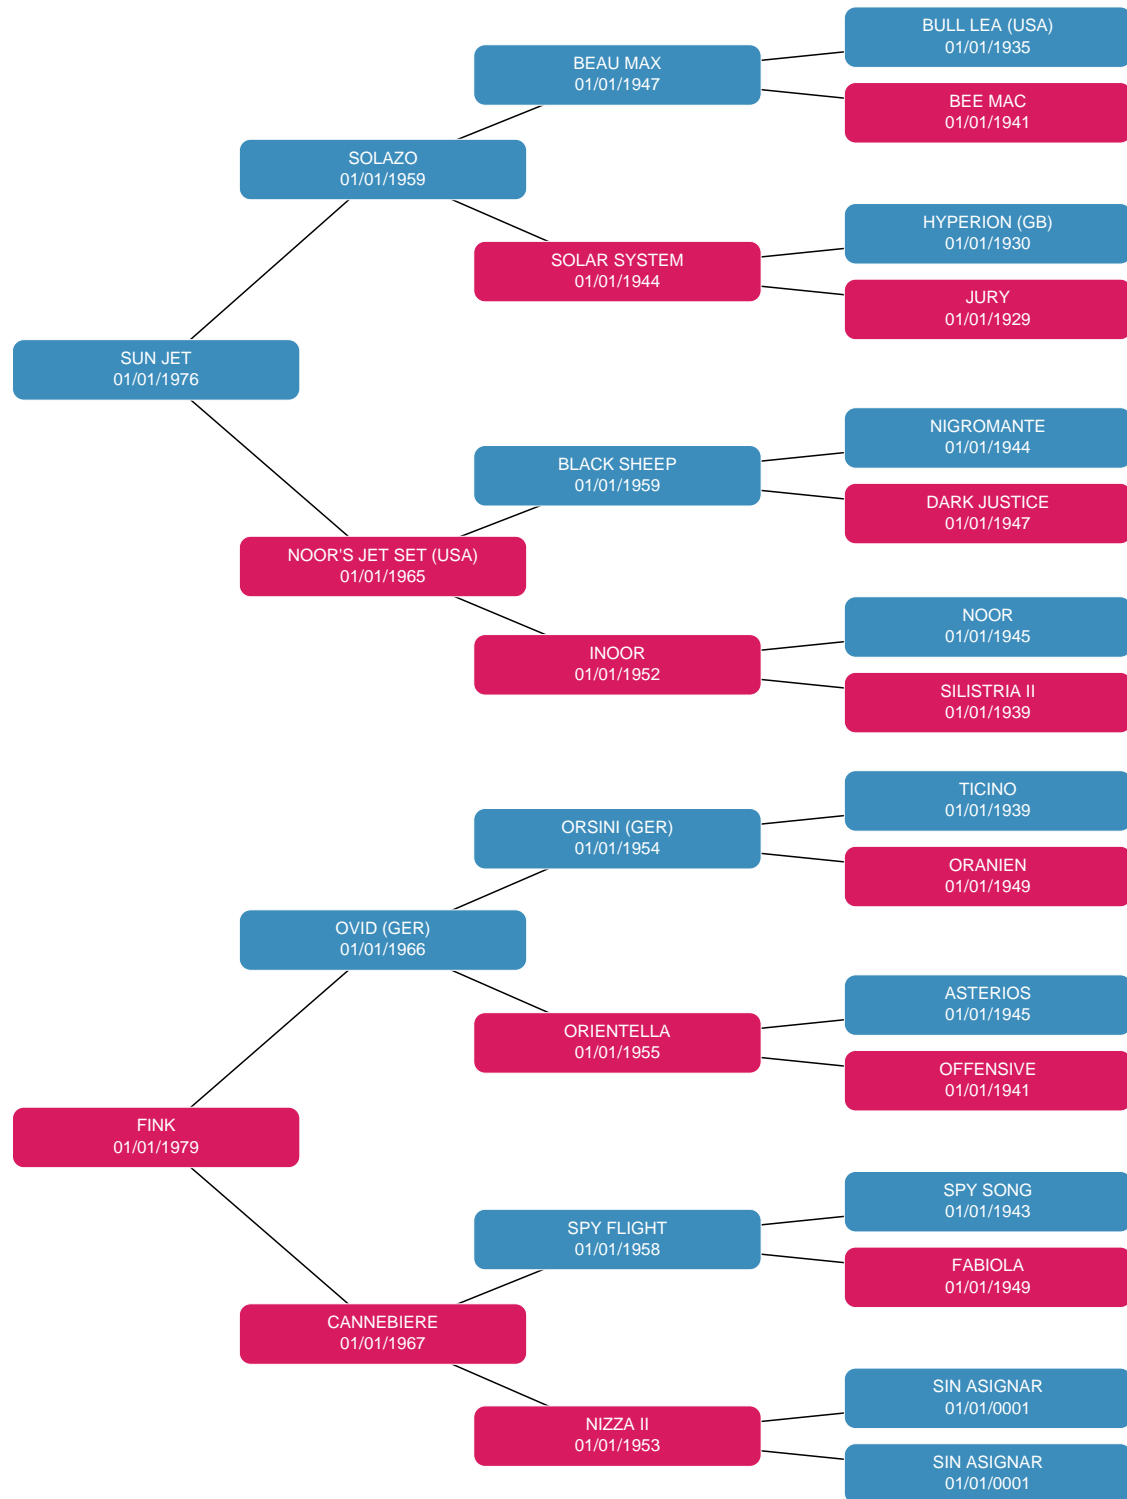 BULL LEA (USA)
01/01/1935
BEAU MAX
01/01/1947
BEE MAC
01/01/1941
SOLAZO
01/01/1959
HYPERION (GB)
01/01/1930
SOLAR SYSTEM
01/01/1944
JURY
01/01/1929
SUN JET
01/01/1976
NIGROMANTE
01/01/1944
BLACK SHEEP
01/01/1959
DARK JUSTICE
01/01/1947
NOOR'S JET SET (USA)
01/01/1965
NOOR
01/01/1945
INOOR
01/01/1952
SILISTRIA II
01/01/1939
TICINO
01/01/1939
ORSINI (GER)
01/01/1954
ORANIEN
01/01/1949
OVID (GER)
01/01/1966
ASTERIOS
01/01/1945
ORIENTELLA
01/01/1955
OFFENSIVE
01/01/1941
FINK
01/01/1979
SPY SONG
01/01/1943
SPY FLIGHT
01/01/1958
FABIOLA
01/01/1949
CANNEBIERE
01/01/1967
SIN ASIGNAR
01/01/0001
NIZZA II
01/01/1953
SIN ASIGNAR
01/01/0001